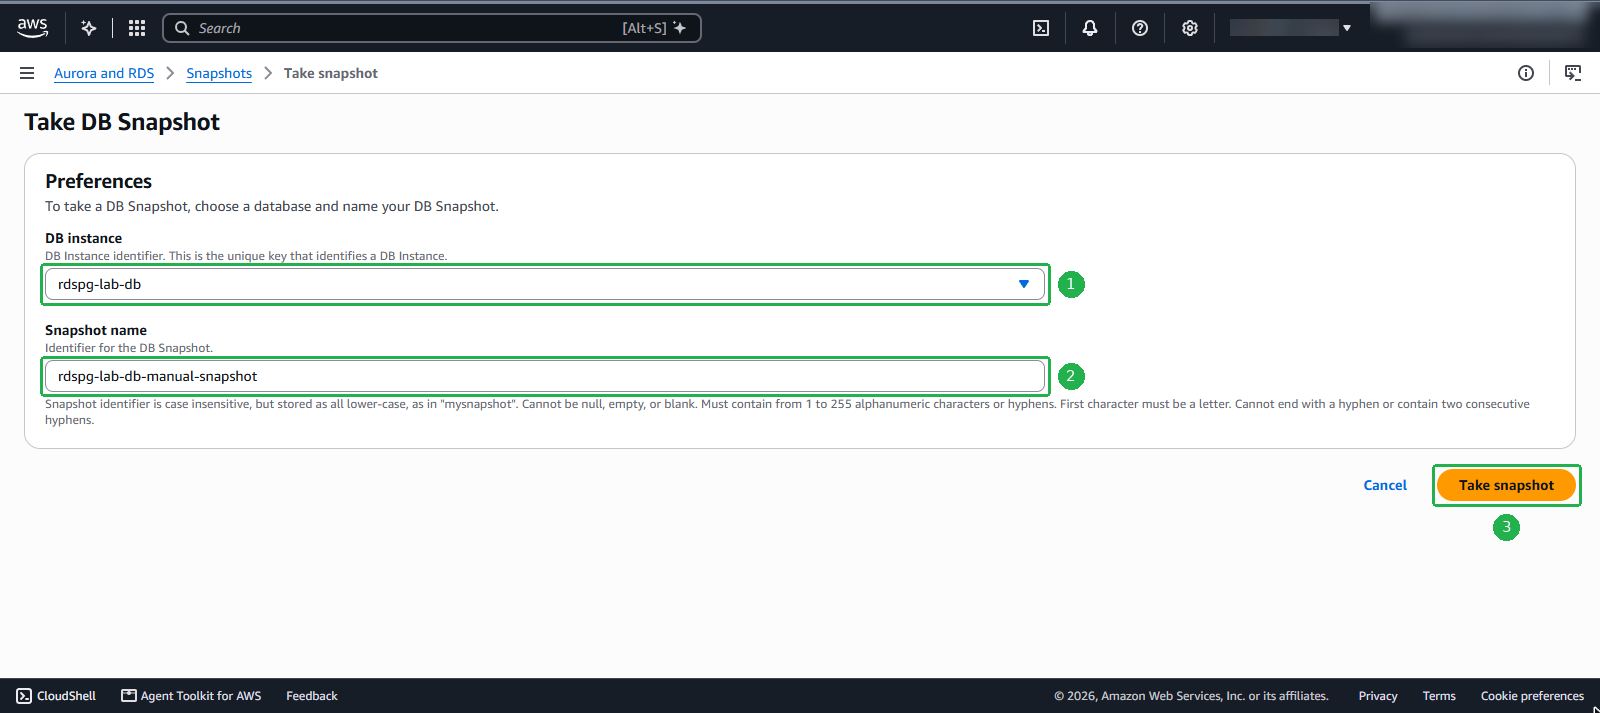 aws
Search [Alt+S]
Aurora and RDS > Snapshots > Take snapshot
Take DB Snapshot
Preferences
To take a DB Snapshot, choose a database and name your DB Snapshot.
DB instance
DB Instance identifier. This is the unique key that identifies a DB Instance.
rdspg-lab-db
1
Snapshot name
Identifier for the DB Snapshot.
rdspg-lab-db-manual-snapshot
2
Snapshot identifier is case insensitive, but stored as all lower-case, as in "mysnapshot". Cannot be null, empty, or blank. Must contain from 1 to 255 alphanumeric characters or hyphens. First character must be a letter. Cannot end with a hyphen or contain two consecutive
hyphens.
Cancel Take snapshot
3
CloudShell Agent Toolkit for AWS Feedback © 2026, Amazon Web Services, Inc. or its affiliates. Privacy Terms Cookie preferences